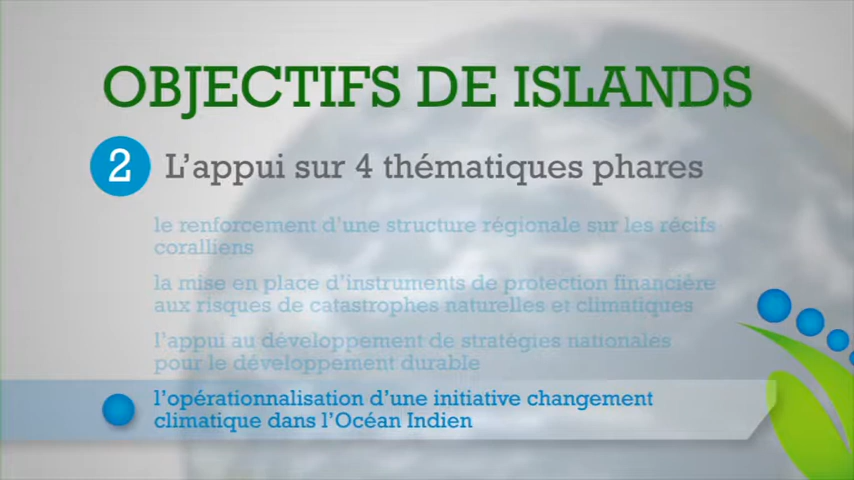 OBJECTIFS DE ISLANDS
2 L’appui sur 4 thématiques phares
le renforcement d’une structure régionale sur les récifs
coralliens
la mise en place d’instruments de protection financière
aux risques de catastrophes naturelles et climatiques
l’appui au développement de stratégies nationales
pour le développement durable
l’opérationnalisation d’une initiative changement
climatique dans l’Océan Indien